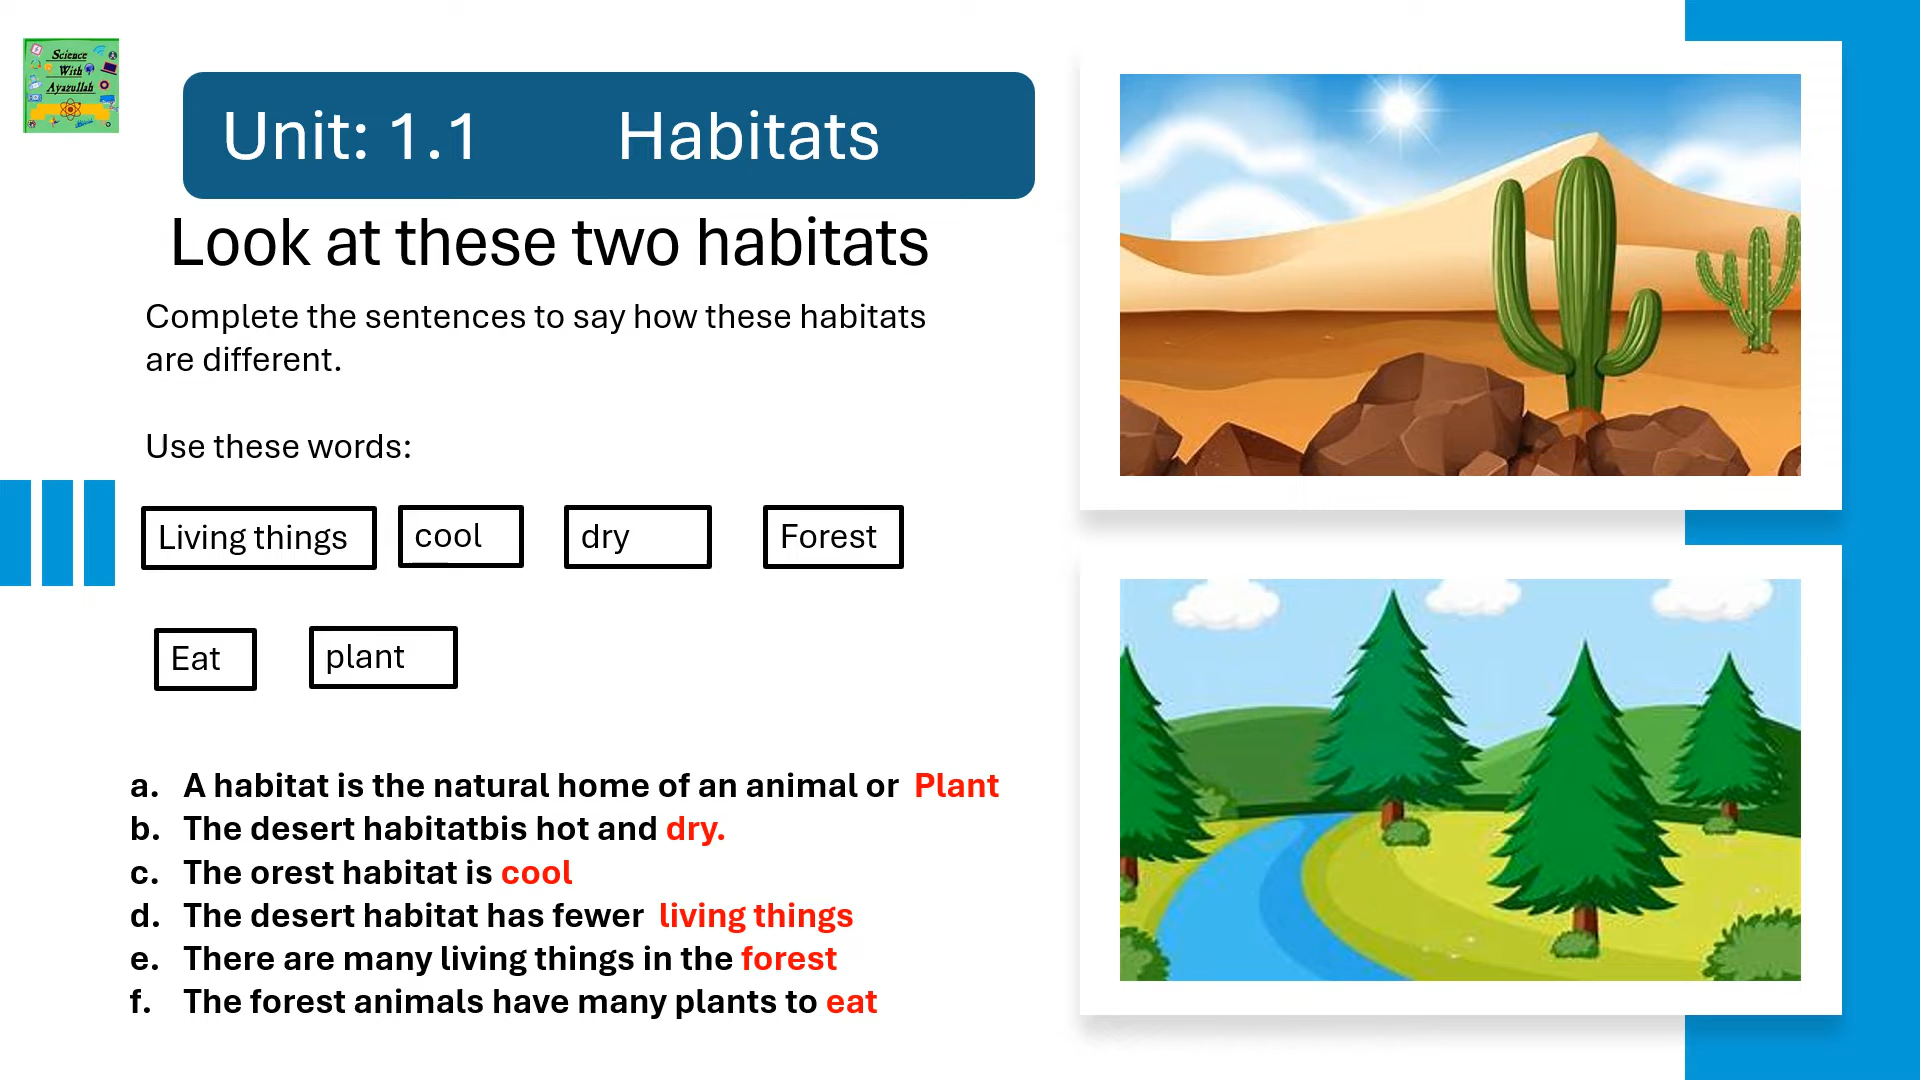 Science
With
Ayazullah
Unit: 1.1 Habitats
Look at these two habitats
Complete the sentences to say how these habitats
are different.
Use these words:
Living things cool dry Forest
Eat plant
a. A habitat is the natural home of an animal or Plant
b. The desert habitatbis hot and dry.
c. The orest habitat is cool
d. The desert habitat has fewer living things
e. There are many living things in the forest
f. The forest animals have many plants to eat